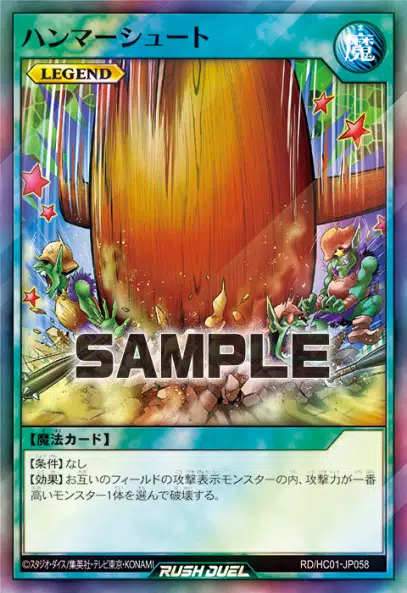 ハンマーシュート
魔
LEGEND
SAMPLE
【魔法カード】
【条件】なし
【効果】お互いのフィールドの攻撃表示モンスターの内、攻撃力が一番
高いモンスター1体を選んで破壊する。
©スタジオ・ダイス/集英社・テレビ東京・KONAMI
RUSH DUEL
RD/HC01-JP058